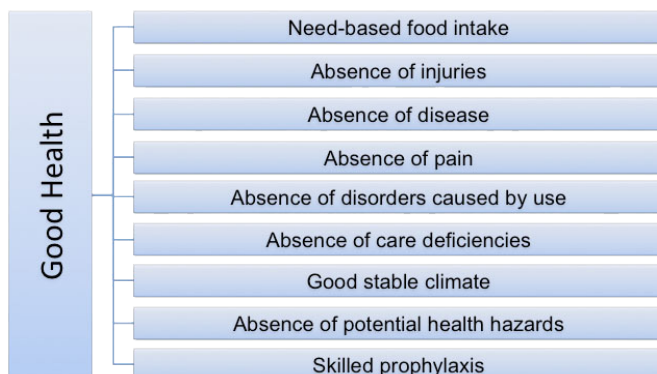 Good Health
Need-based food intake
Absence of injuries
Absence of disease
Absence of pain
Absence of disorders caused by use
Absence of care deficiencies
Good stable climate
Absence of potential health hazards
Skilled prophylaxis